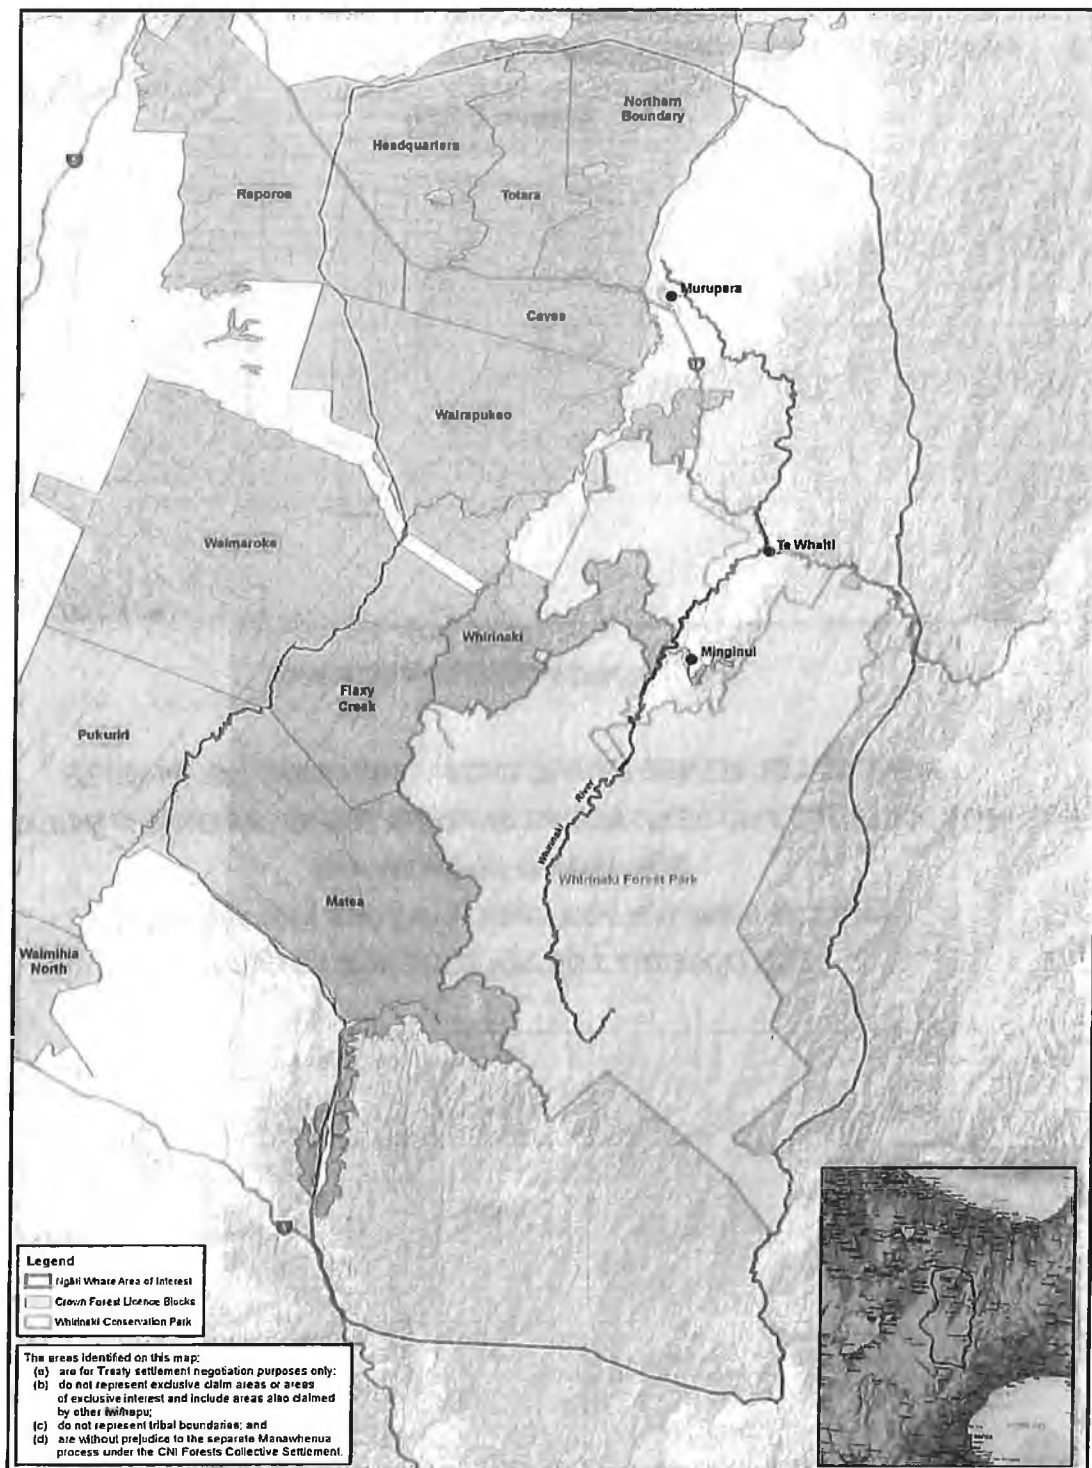 Northern
Boundary
Headquarters
Reporoa
Totara
Murupara
Caves
Wairapukao
Waimaroke
Te Whaiti
Whirinaki
Minginui
Flaxy
Creek
Pukuriri
Whirinaki River
Whirinaki Forest Park
Matea
Waimihia
North
5
Legend
Ngāti Whare Area of Interest
Crown Forest Licence Blocks
Whirinaki Conservation Park
The areas identified on this map:
(a) are for Treaty settlement negotiation purposes only;
(b) do not represent exclusive claim areas or areas
of exclusive interest and include areas also claimed
by other iwi/hapu;
(c) do not represent tribal boundaries; and
(d) are without prejudice to the separate Manawhenua
process under the CNI Forests Collective Settlement.